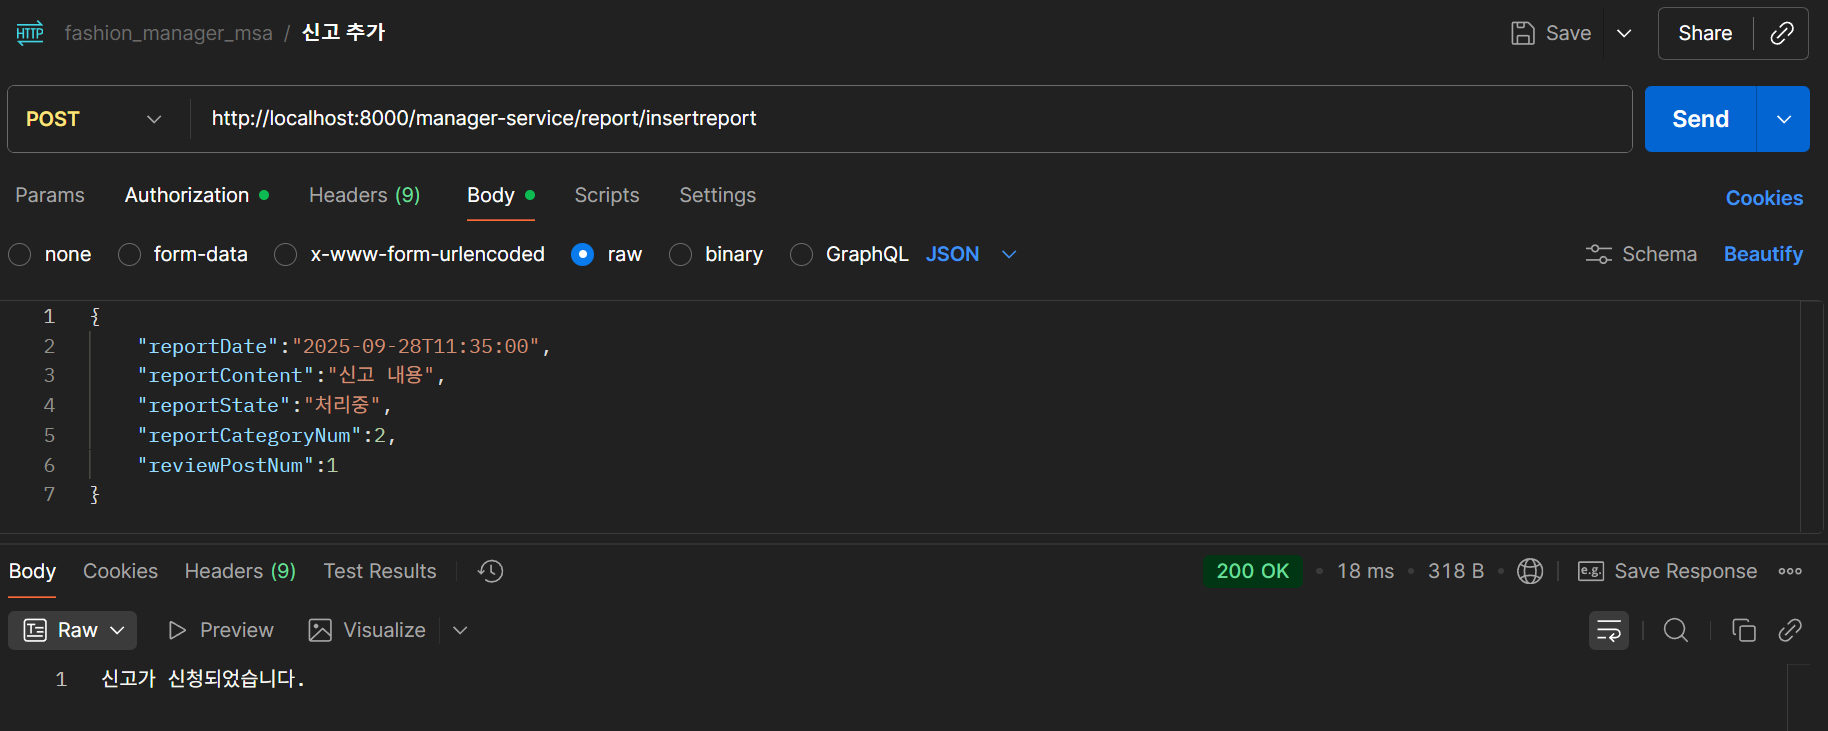 HTTP fashion_manager_msa / 신고 추가 Save Share
POST http://localhost:8000/manager-service/report/insertreport Send
Params Authorization Headers (9) Body Scripts Settings Cookies
none form-data x-www-form-urlencoded raw binary GraphQL JSON Schema Beautify
1 {
2 "reportDate":"2025-09-28T11:35:00",
3 "reportContent":"신고 내용",
4 "reportState":"처리중",
5 "reportCategoryNum":2,
6 "reviewPostNum":1
7 }
Body Cookies Headers (9) Test Results 200 OK • 18 ms • 318 B • e.g. Save Response
Raw Preview Visualize
1 신고가 신청되었습니다.